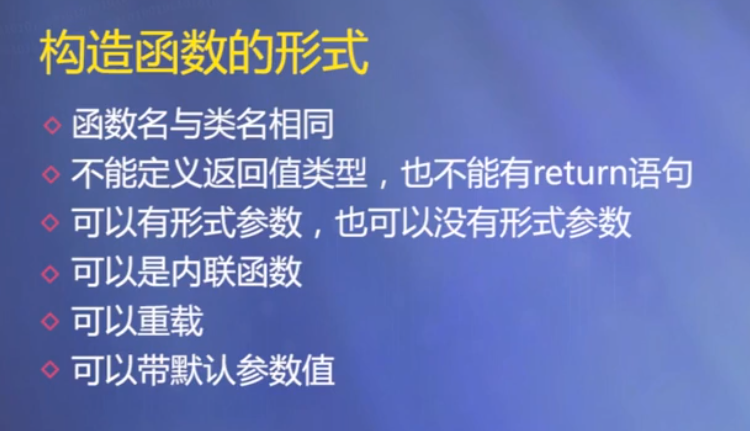 构造函数的形式
函数名与类名相同
不能定义返回值类型，也不能有return语句
可以有形式参数，也可以没有形式参数
可以是内联函数
可以重载
可以带默认参数值